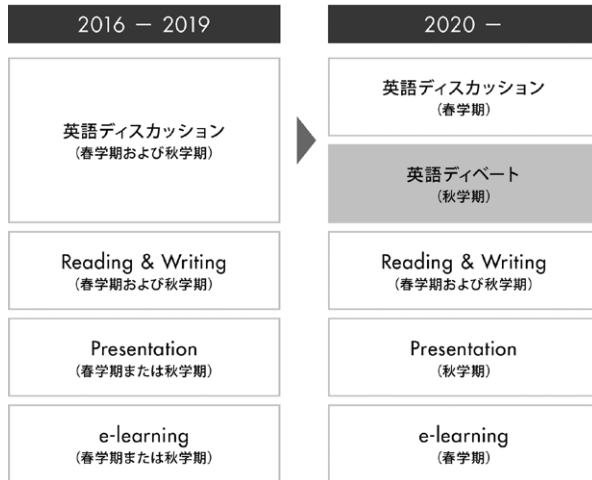 2016 — 2019
英語ディスカッション
(春学期および秋学期)
Reading & Writing
(春学期および秋学期)
Presentation
(春学期または秋学期)
e-learning
(春学期または秋学期)
2020 —
英語ディスカッション
(春学期)
英語ディベート
(秋学期)
Reading & Writing
(春学期および秋学期)
Presentation
(秋学期)
e-learning
(春学期)